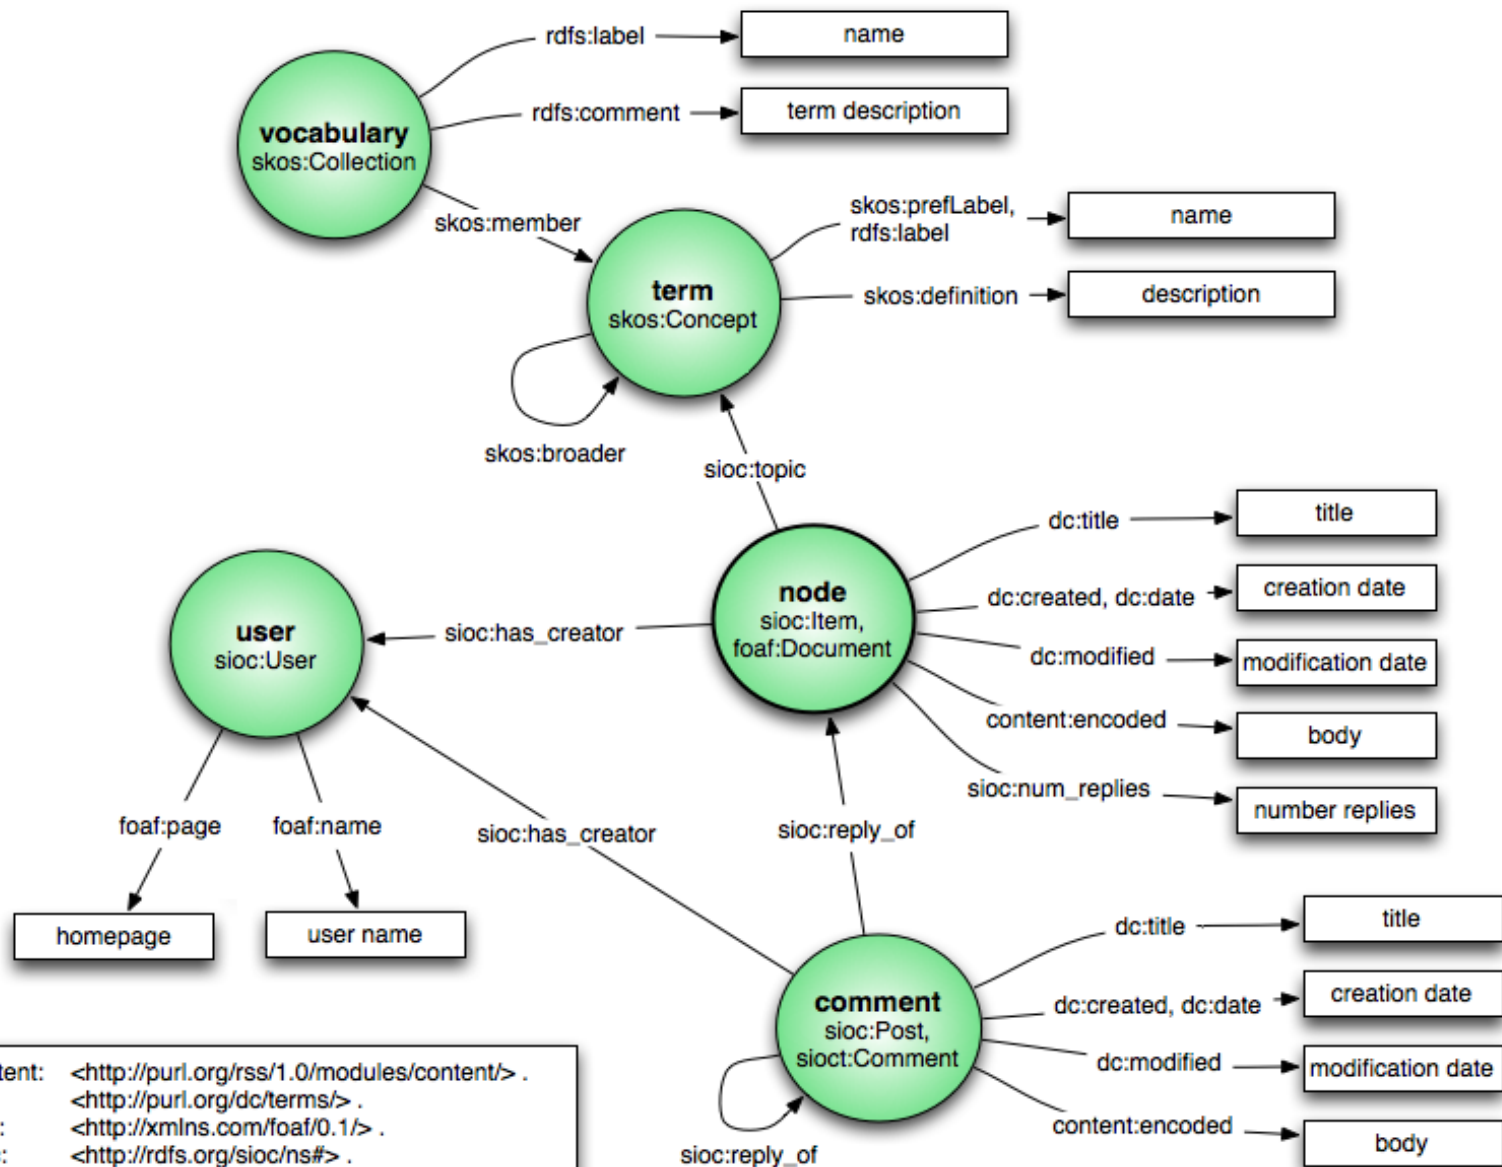 rdfs:label
name
rdfs:comment
term description
vocabulary
skos:Collection
skos:member
skos:prefLabel,
rdfs:label
name
term
skos:Concept
skos:definition
description
skos:broader
sioc:topic
dc:title
title
node
sioc:Item,
foaf:Document
dc:created, dc:date
creation date
dc:modified
modification date
content:encoded
body
sioc:num_replies
number replies
user
sioc:User
sioc:has_creator
foaf:page
foaf:name
sioc:has_creator
sioc:reply_of
homepage
user name
dc:title
title
comment
sioc:Post,
sioct:Comment
dc:created, dc:date
creation date
dc:modified
modification date
content:encoded
body
sioc:reply_of
tent: <http://purl.org/rss/1.0/modules/content/> .
<http://purl.org/dc/terms/> .
: <http://xmlns.com/foaf/0.1/> .
: <http://rdfs.org/sioc/ns#> .